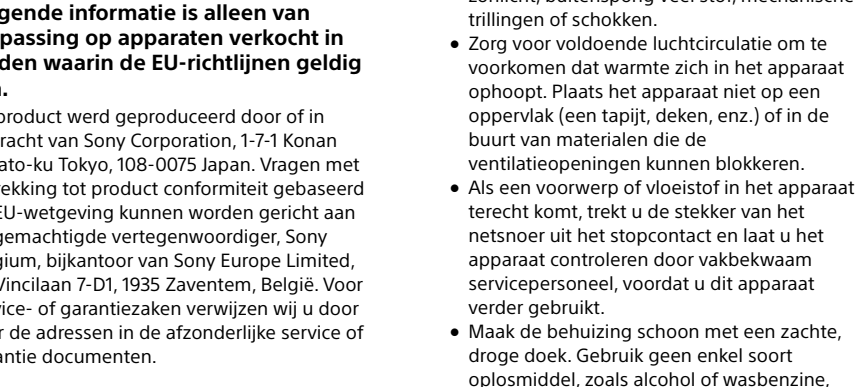 gende informatie is alleen van
passing op apparaten verkocht in
den waarin de EU-richtlijnen geldig
product werd geproduceerd door of in
racht van Sony Corporation, 1-7-1 Konan
ato-ku Tokyo, 108-0075 Japan. Vragen met
rekking tot product conformiteit gebaseerd
EU-wetgeving kunnen worden gericht aan
gemachtigde vertegenwoordiger, Sony
gium, bijkantoor van Sony Europe Limited,
Vincilaan 7-D1, 1935 Zaventem, België. Voor
vice- of garantiezaken verwijzen wij u door
r de adressen in de afzonderlijke service of
antie documenten.
zonlicht, buitensporig veel stof, mechanische
trillingen of schokken.
• Zorg voor voldoende luchtcirculatie om te
voorkomen dat warmte zich in het apparaat
ophoopt. Plaats het apparaat niet op een
oppervlak (een tapijt, deken, enz.) of in de
buurt van materialen die de
ventilatieopeningen kunnen blokkeren.
• Als een voorwerp of vloeistof in het apparaat
terecht komt, trekt u de stekker van het
netsnoer uit het stopcontact en laat u het
apparaat controleren door vakbekwaam
servicepersoneel, voordat u dit apparaat
verder gebruikt.
• Maak de behuizing schoon met een zachte,
droge doek. Gebruik geen enkel soort
oplosmiddel, zoals alcohol of wasbenzine,